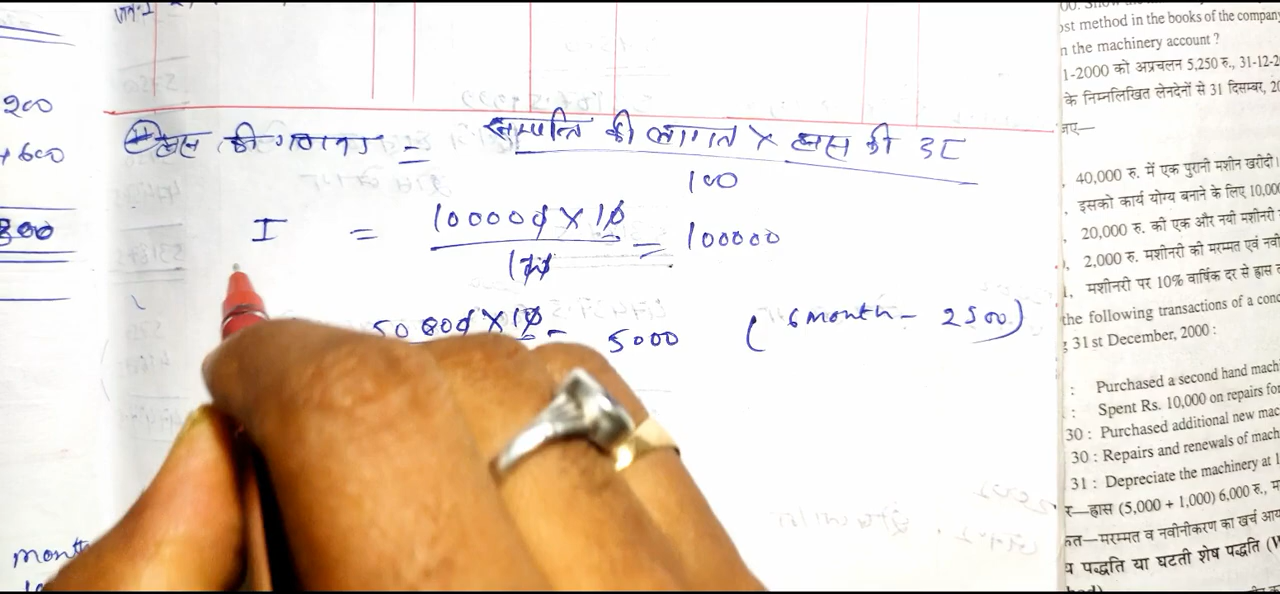 200
600
800
month
ह्रास की गणना = सम्पत्ति की लागत × ह्रास की दर
100
I = 100000 × 10 = 100000
100
50000 × 10 = 5000 ( 6 month - 2500 )
ost method in the books of the company
n the machinery account ?
1-2000 को अप्रचलन 5,250 रु., 31-12-2
के निम्नलिखित लेनदेनों से 31 दिसम्बर, 20
जए—
40,000 रु. में एक पुरानी मशीन खरीदी।
इसको कार्य योग्य बनाने के लिए 10,000
20,000 रु. की एक और नयी मशीनरी
2,000 रु. मशीनरी की मरम्मत एवं नवी
मशीनरी पर 10% वार्षिक दर से ह्रास
the following transactions of a con
31st December, 2000 :
: Purchased a second hand mach
: Spent Rs. 10,000 on repairs for
30 : Purchased additional new mac
30 : Repairs and renewals of mach
31 : Depreciate the machinery at 1
र—ह्रास (5,000 + 1,000) 6,000 रु., म
कत—मरम्मत व नवीनीकरण का खर्च आय
य पद्धति या घटती शेष पद्धति (W